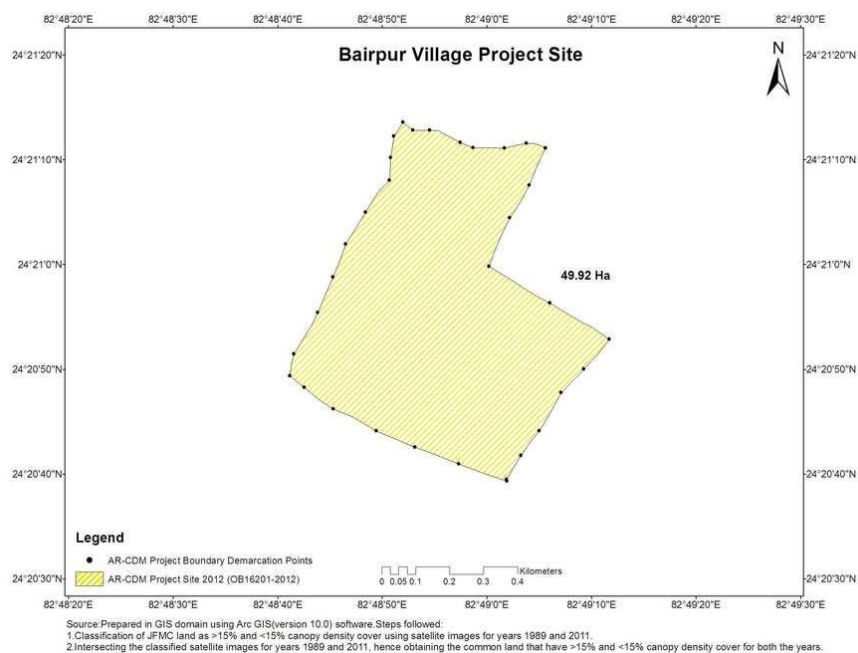 82°48'20"E 82°48'30"E 82°48'50"E 82°49'0"E 82°49'10"E 82°49'20"E 82°49'30"E
24°21'20"N 24°21'20"N
Bairpur Village Project Site
N
24°21'10"N 24°21'10"N
24°21'0"N 24°21'0"N
49.92 Ha
24°20'50"N 24°20'50"N
24°20'40"N 24°20'40"N
Legend
AR-CDM Project Boundary Demarcation Points
AR-CDM Project Site 2012 (OB16201-2012)
Kilometers
0 0.05 0.1 0.2 0.3 0.4
24°20'30"N 24°20'30"N
82°48'20"E 82°48'30"E 82°48'50"E 82°49'0"E 82°49'10"E 82°49'20"E 82°49'30"E
Source:Prepared in GIS domain using Arc GIS(version 10.0) software.Steps followed:
1.Classification of JFMC land as >15% and <15% canopy density cover using satellite images for years 1989 and 2011.
2.Intersecting the classified satellite images for years 1989 and 2011, hence obtaining the common land that have >15% and <15% canopy density cover for both the years.